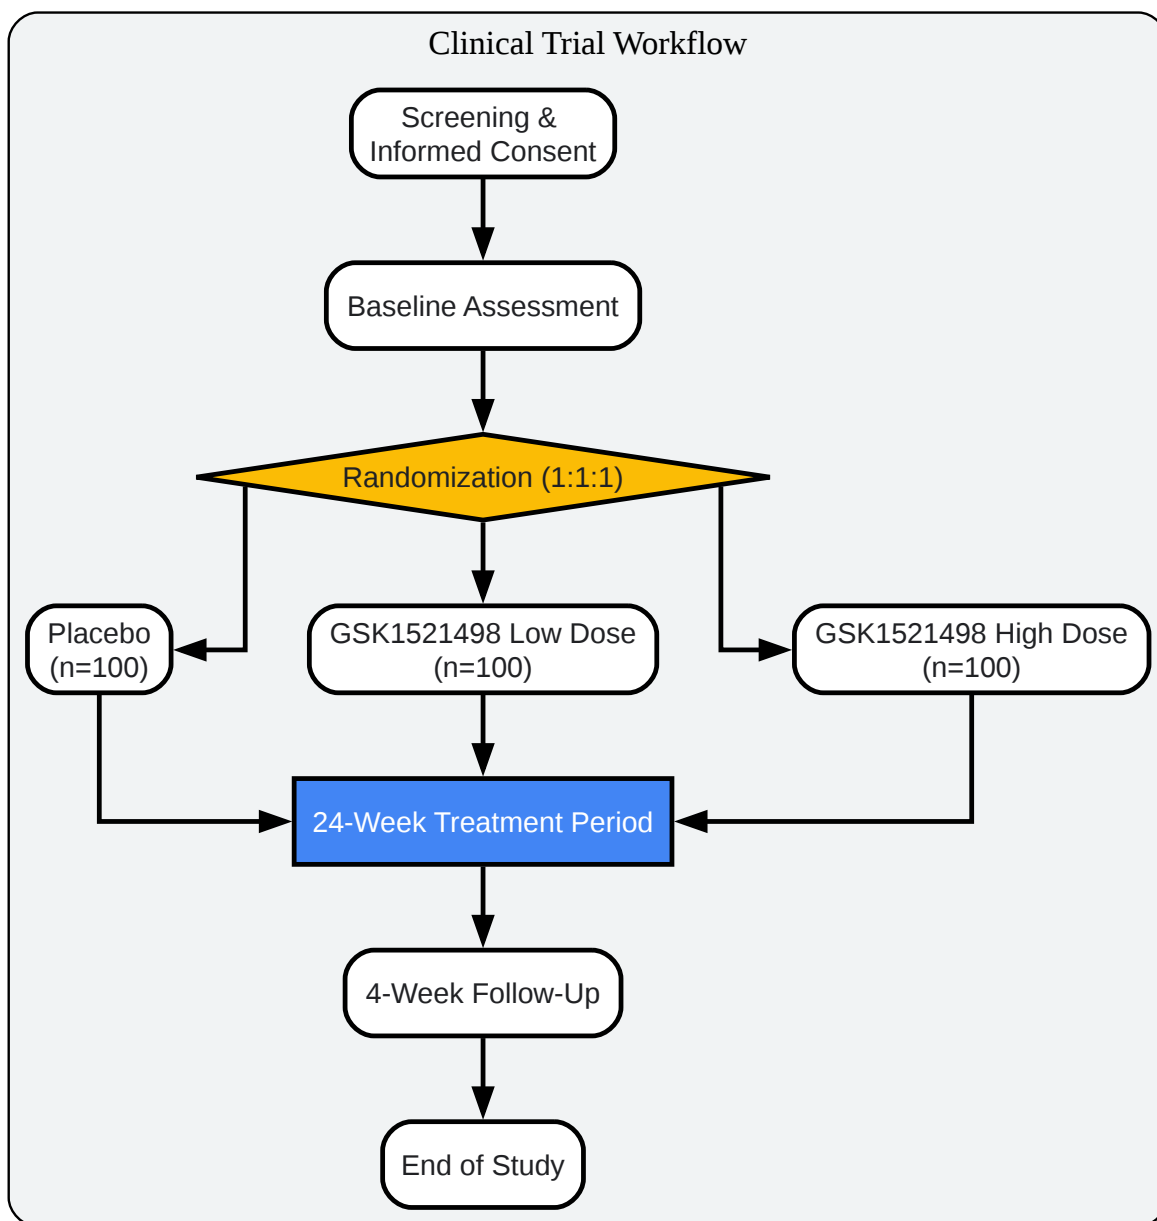 Clinical Trial Workflow
Screening &
Informed Consent
Baseline Assessment
Randomization (1:1:1)
Placebo
(n=100)
GSK1521498 Low Dose
(n=100)
GSK1521498 High Dose
(n=100)
24-Week Treatment Period
4-Week Follow-Up
End of Study